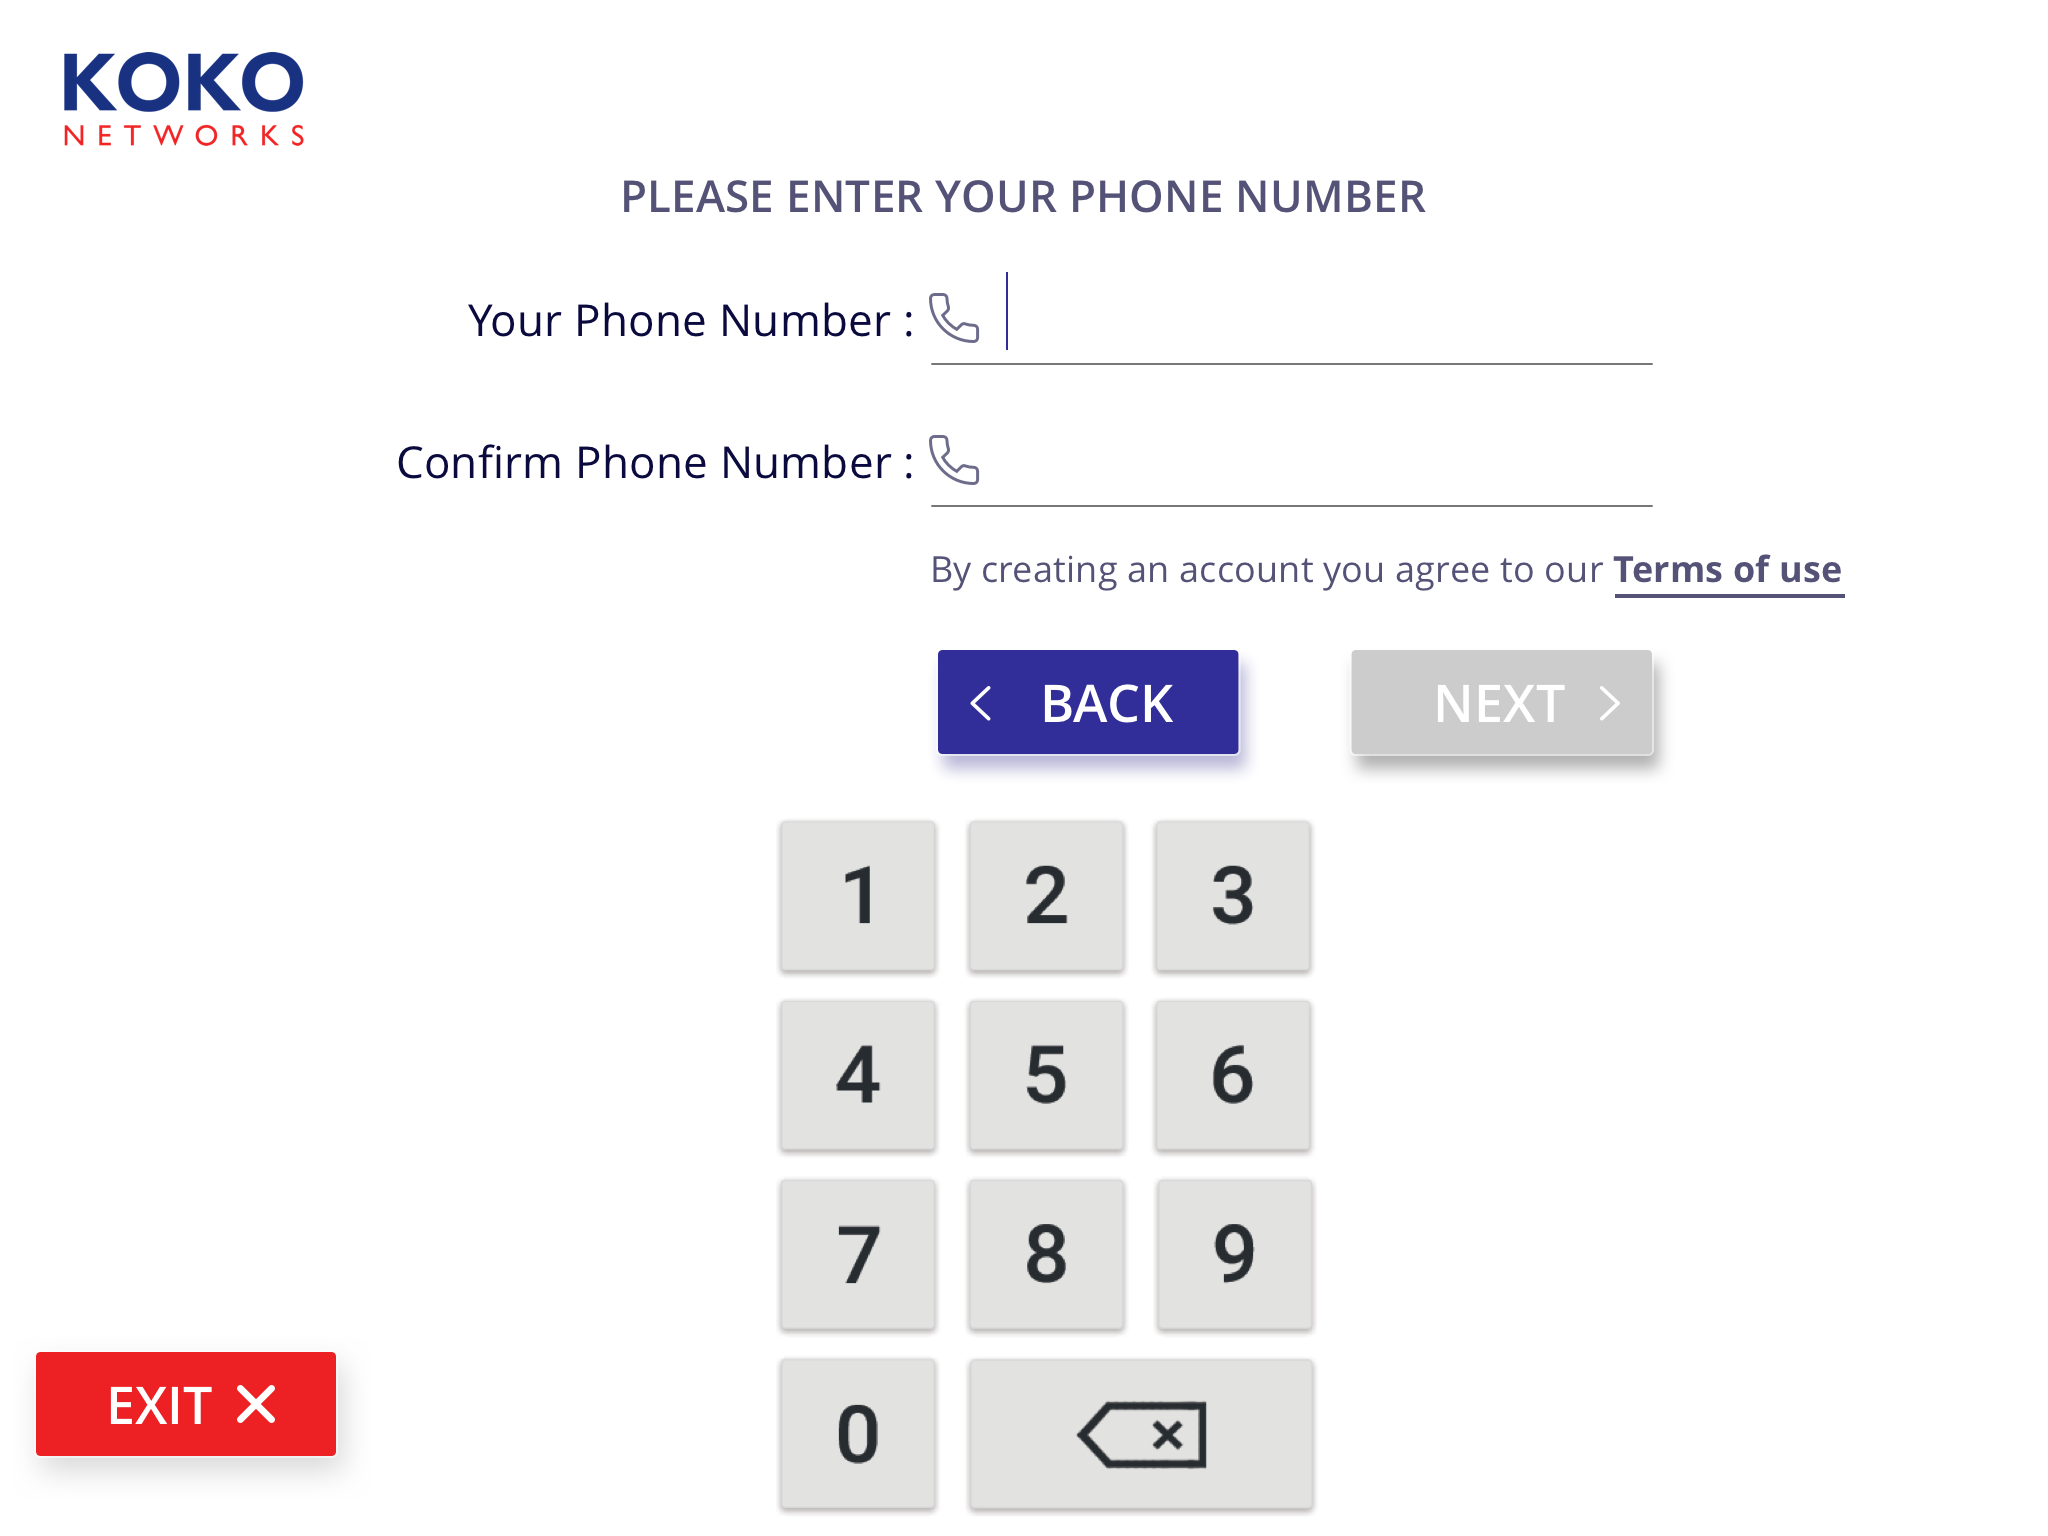 KOKO
NETWORKS
PLEASE ENTER YOUR PHONE NUMBER
Your Phone Number :
Confirm Phone Number :
By creating an account you agree to our Terms of use
BACK
NEXT
1 2 3
4 5 6
7 8 9
EXIT
0